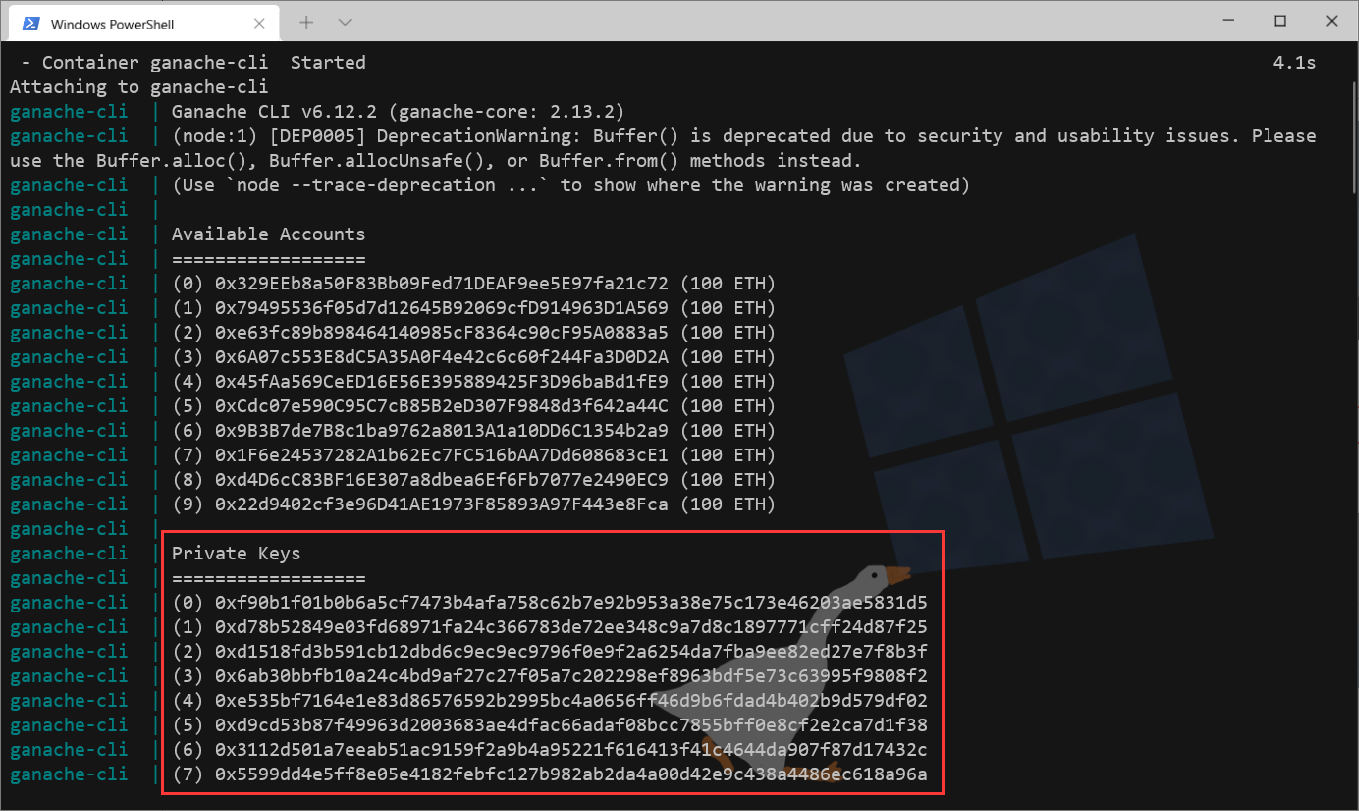 Windows PowerShell
- Container ganache-cli  Started 4.1s
Attaching to ganache-cli
ganache-cli  | Ganache CLI v6.12.2 (ganache-core: 2.13.2)
ganache-cli  | (node:1) [DEP0005] DeprecationWarning: Buffer() is deprecated due to security and usability issues. Please
use the Buffer.alloc(), Buffer.allocUnsafe(), or Buffer.from() methods instead.
ganache-cli  | (Use `node --trace-deprecation ...` to show where the warning was created)
ganache-cli  |
ganache-cli  | Available Accounts
ganache-cli  | ==================
ganache-cli  | (0) 0x329EEb8a50F83Bb09Fed71DEAF9ee5E97fa21c72 (100 ETH)
ganache-cli  | (1) 0x79495536f05d7d12645B92069cfD914963D1A569 (100 ETH)
ganache-cli  | (2) 0xe63fc89b898464140985cF8364c90cF95A0883a5 (100 ETH)
ganache-cli  | (3) 0x6A07c553E8dC5A35A0F4e42c6c60f244Fa3D0D2A (100 ETH)
ganache-cli  | (4) 0x45fAa569CeED16E56E395889425F3D96baBd1fE9 (100 ETH)
ganache-cli  | (5) 0xCdc07e590C95C7cB85B2eD307F9848d3f642a44C (100 ETH)
ganache-cli  | (6) 0x9B3B7de7B8c1ba9762a8013A1a10DD6C1354b2a9 (100 ETH)
ganache-cli  | (7) 0x1F6e24537282A1b62Ec7FC516bAA7Dd608683cE1 (100 ETH)
ganache-cli  | (8) 0xd4D6cC83BF16E307a8dbea6Ef6Fb7077e2490EC9 (100 ETH)
ganache-cli  | (9) 0x22d9402cf3e96D41AE1973F85893A97F443e8Fca (100 ETH)
ganache-cli  |
ganache-cli  | Private Keys
ganache-cli  | ==================
ganache-cli  | (0) 0xf90b1f01b0b6a5cf7473b4afa758c62b7e92b953a38e75c173e46203ae5831d5
ganache-cli  | (1) 0xd78b52849e03fd68971fa24c366783de72ee348c9a7d8c1897771cff24d87f25
ganache-cli  | (2) 0xd1518fd3b591cb12dbd6c9ec9ec9796f0e9f2a6254da7fba9ee82ed27e7f8b3f
ganache-cli  | (3) 0x6ab30bbfb10a24c4bd9af27c27f05a7c202298ef8963bdf5e73c63995f9808f2
ganache-cli  | (4) 0xe535bf7164e1e83d86576592b2995bc4a0656ff46d9b6fdad4b402b9d579df02
ganache-cli  | (5) 0xd9cd53b87f49963d2003683ae4dfac66adaf08bcc7855bff0e8cf2e2ca7d1f38
ganache-cli  | (6) 0x3112d501a7eeab51ac9159f2a9b4a95221f616413f41c4644da907f87d17432c
ganache-cli  | (7) 0x5599dd4e5ff8e05e4182febfc127b982ab2da4a00d42e9c438a4486ec618a96a